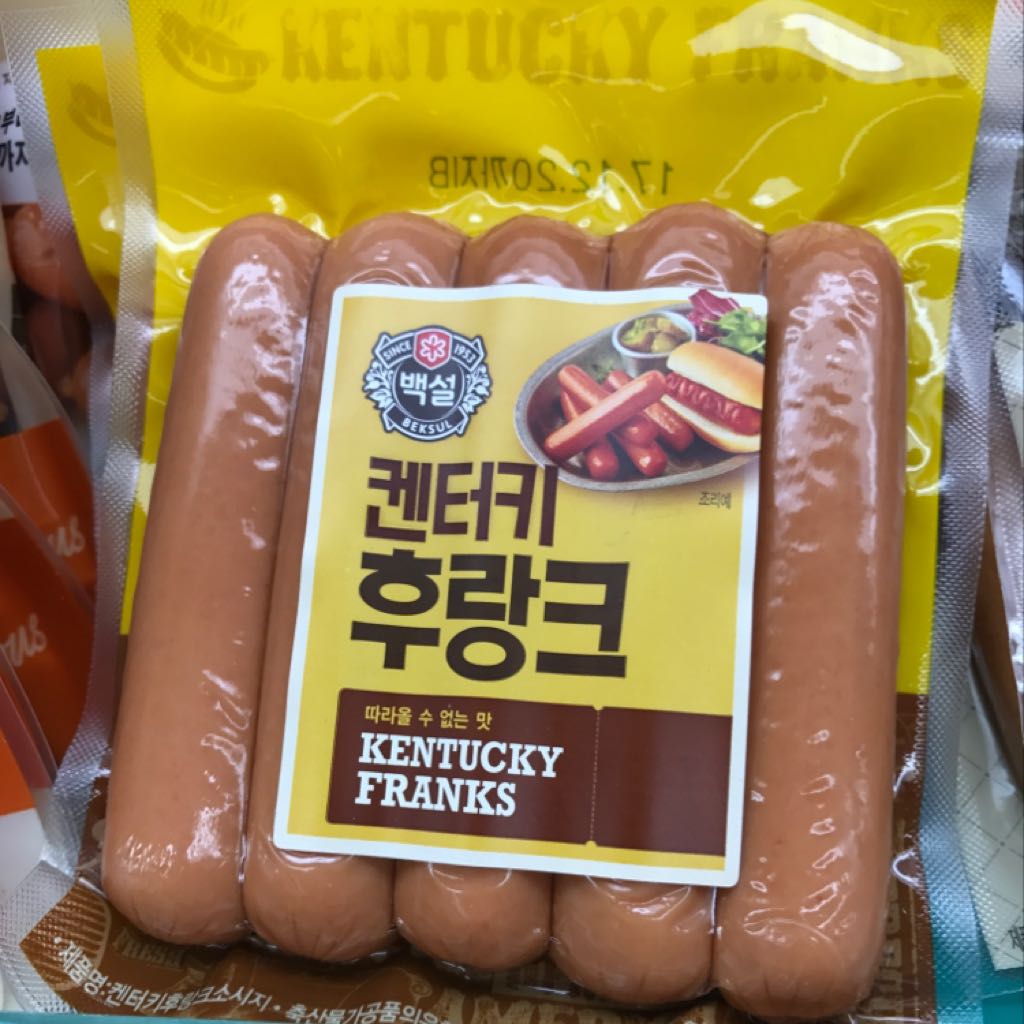 KENTUCKY FRANKS
17.12.20까지B
SINCE 1953
백설
BEKSUL
조리예
켄터키
후랑크
따라올 수 없는 맛
KENTUCKY
FRANKS
•제품명:켄터키후랑크소시지 • 축산물가공품의유